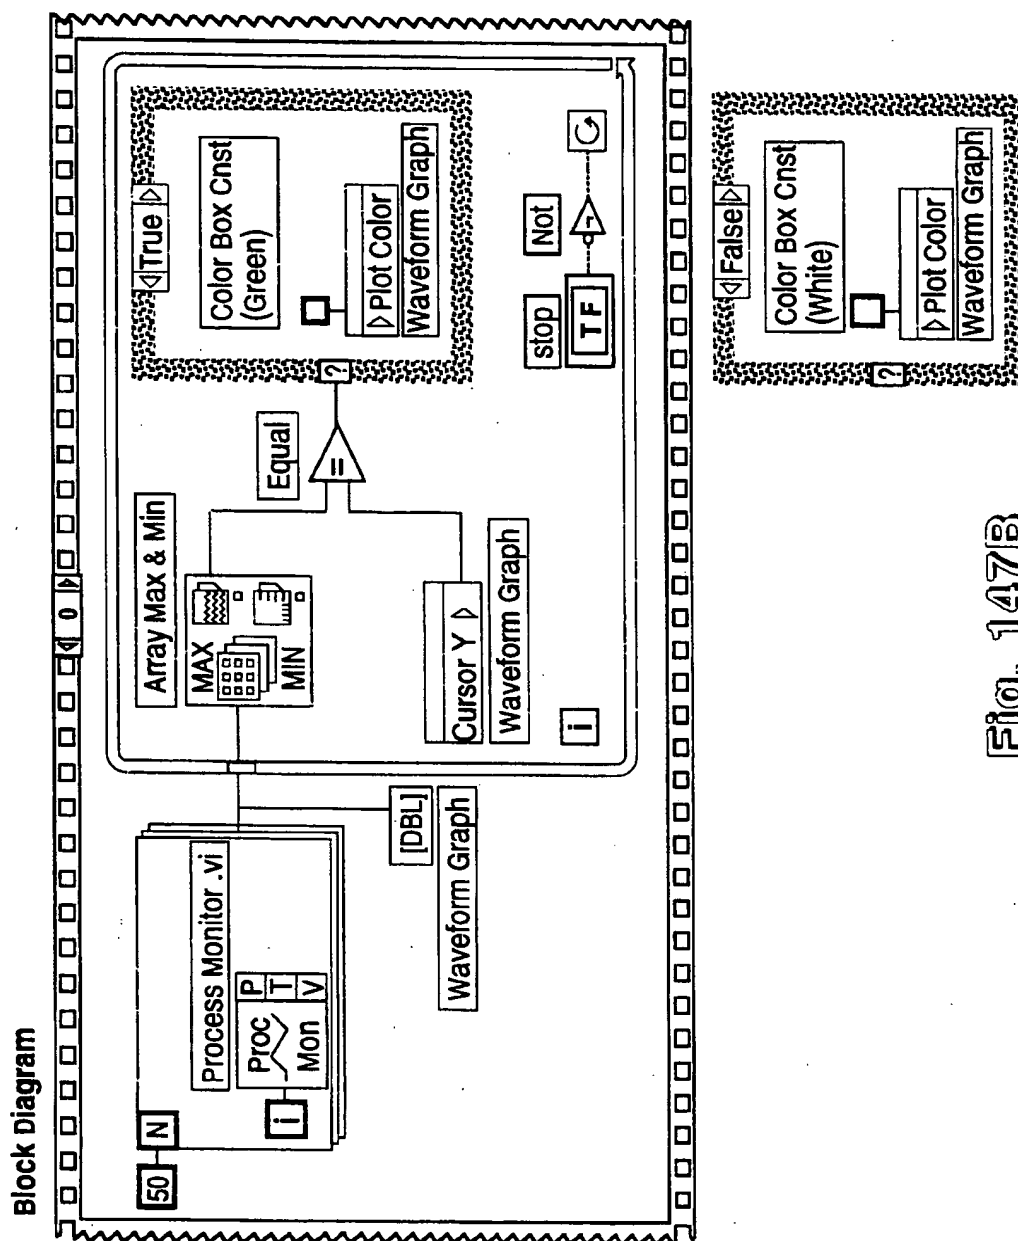 Block Diagram
0
50
N
Process Monitor .vi
Proc
Mon
P
T
V
i
[DBL]
Waveform Graph
Array Max & Min
MAX
MIN
Cursor Y
Waveform Graph
i
Equal
=
?
True
Color Box Cnst
(Green)
Plot Color
Waveform Graph
stop
TF
Not
False
Color Box Cnst
(White)
?
Plot Color
Waveform Graph
Fig. 147B